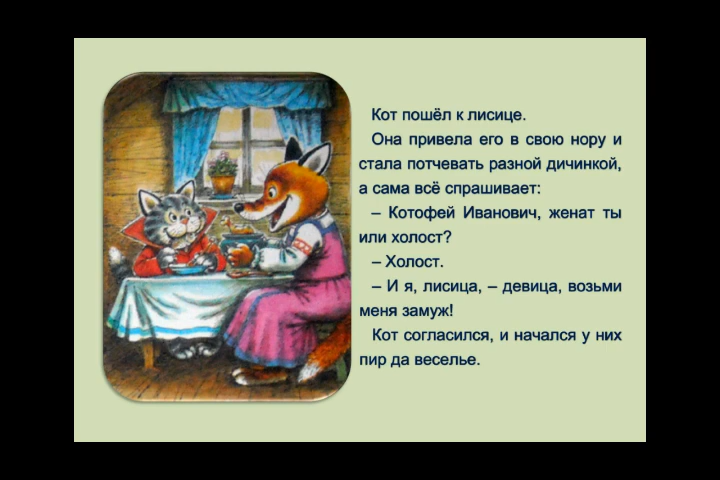 Кот пошёл к лисице.
Она привела его в свою нору и
стала потчевать разной дичинкой,
а сама всё спрашивает:
– Котофей Иванович, женат ты
или холост?
– Холост.
– И я, лисица, – девица, возьми
меня замуж!
Кот согласился, и начался у них
пир да веселье.